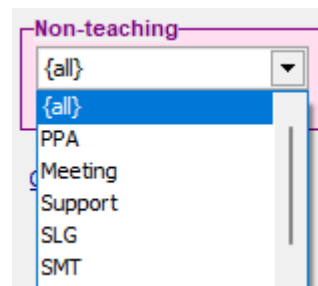 Non-teaching
{all}
{all}
PPA
Meeting
Support
SLG
SMT